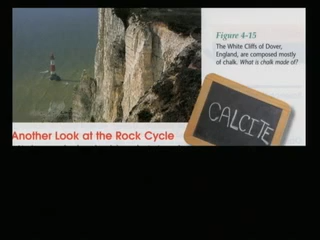 Figure 4-15
The White Cliffs of Dover,
England, are composed mostly
of chalk. What is chalk made of?
CALCITE
Another Look at the Rock Cycle